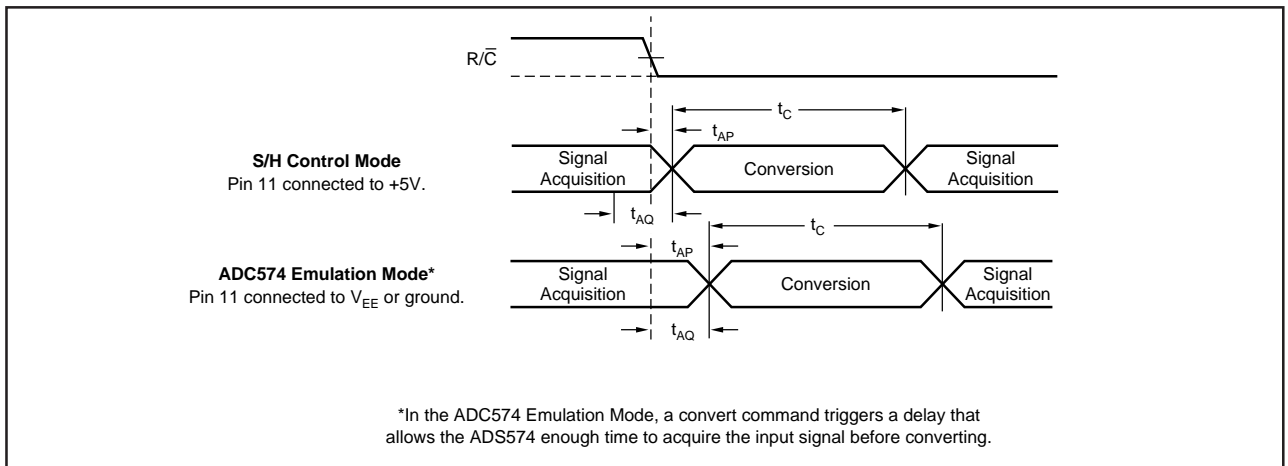 R/C̅
t_C
t_AP
S/H Control Mode
Pin 11 connected to +5V.
Signal
Acquisition
Conversion
Signal
Acquisition
t_AQ
t_C
t_AP
ADC574 Emulation Mode*
Pin 11 connected to V_EE or ground.
Signal
Acquisition
Conversion
Signal
Acquisition
t_AQ
*In the ADC574 Emulation Mode, a convert command triggers a delay that
allows the ADS574 enough time to acquire the input signal before converting.